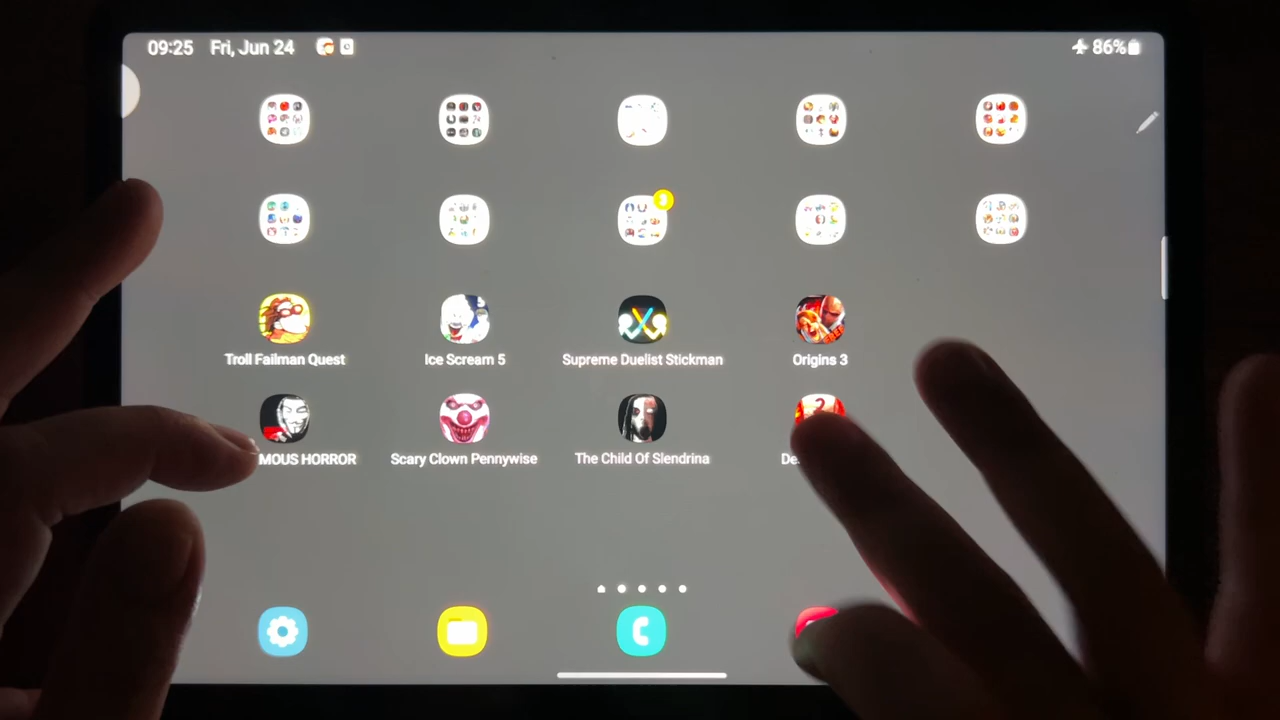 09:25 Fri, Jun 24
86%
3
Troll Failman Quest
Ice Scream 5
Supreme Duelist Stickman
Origins 3
MOUS HORROR
Scary Clown Pennywise
The Child Of Slendrina
De